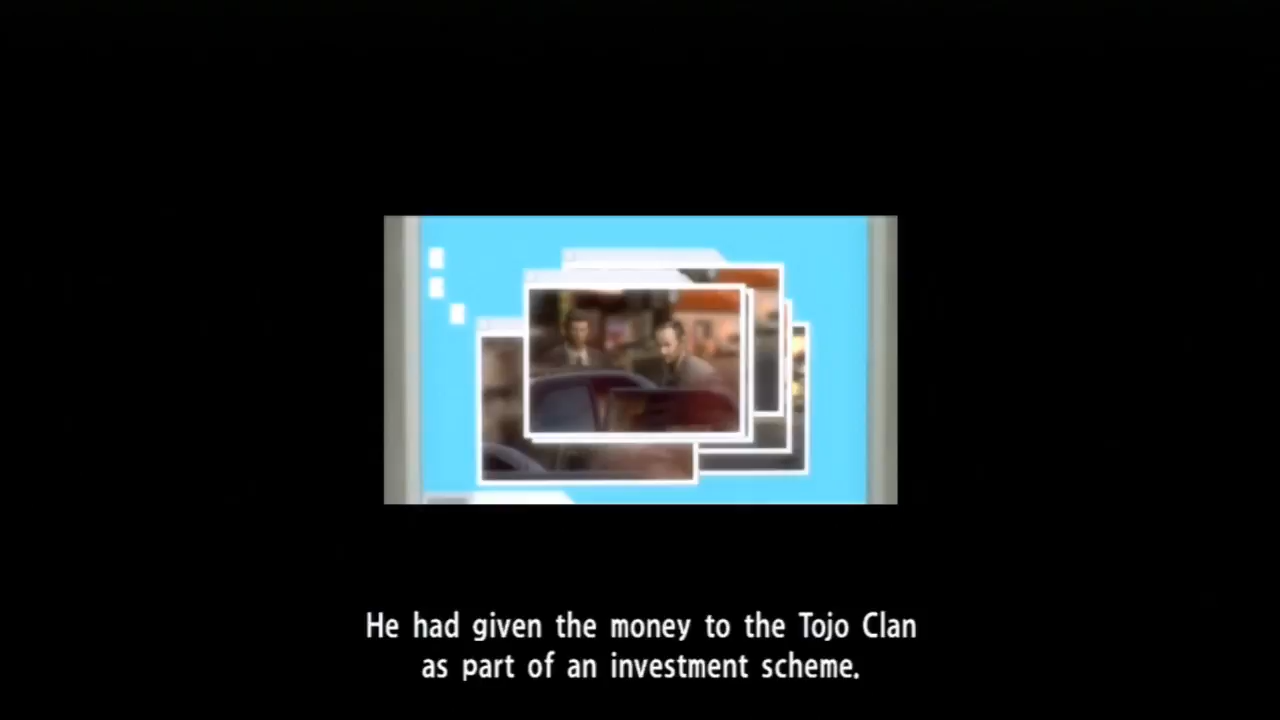 He had given the money to the Tojo Clan
as part of an investment scheme.